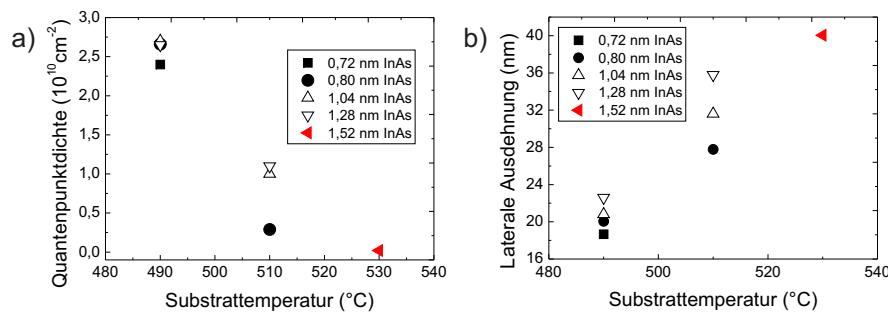 a)
Quantenpunktdichte (10¹⁰cm⁻²)
3,0
2,5
2,0
1,5
1,0
0,5
0,0
0,72 nm InAs
0,80 nm InAs
1,04 nm InAs
1,28 nm InAs
1,52 nm InAs
480 490 500 510 520 530 540
Substrattemperatur (°C)
b)
Laterale Ausdehnung (nm)
40
36
32
28
24
20
16
0,72 nm InAs
0,80 nm InAs
1,04 nm InAs
1,28 nm InAs
1,52 nm InAs
480 500 520 540
Substrattemperatur (°C)